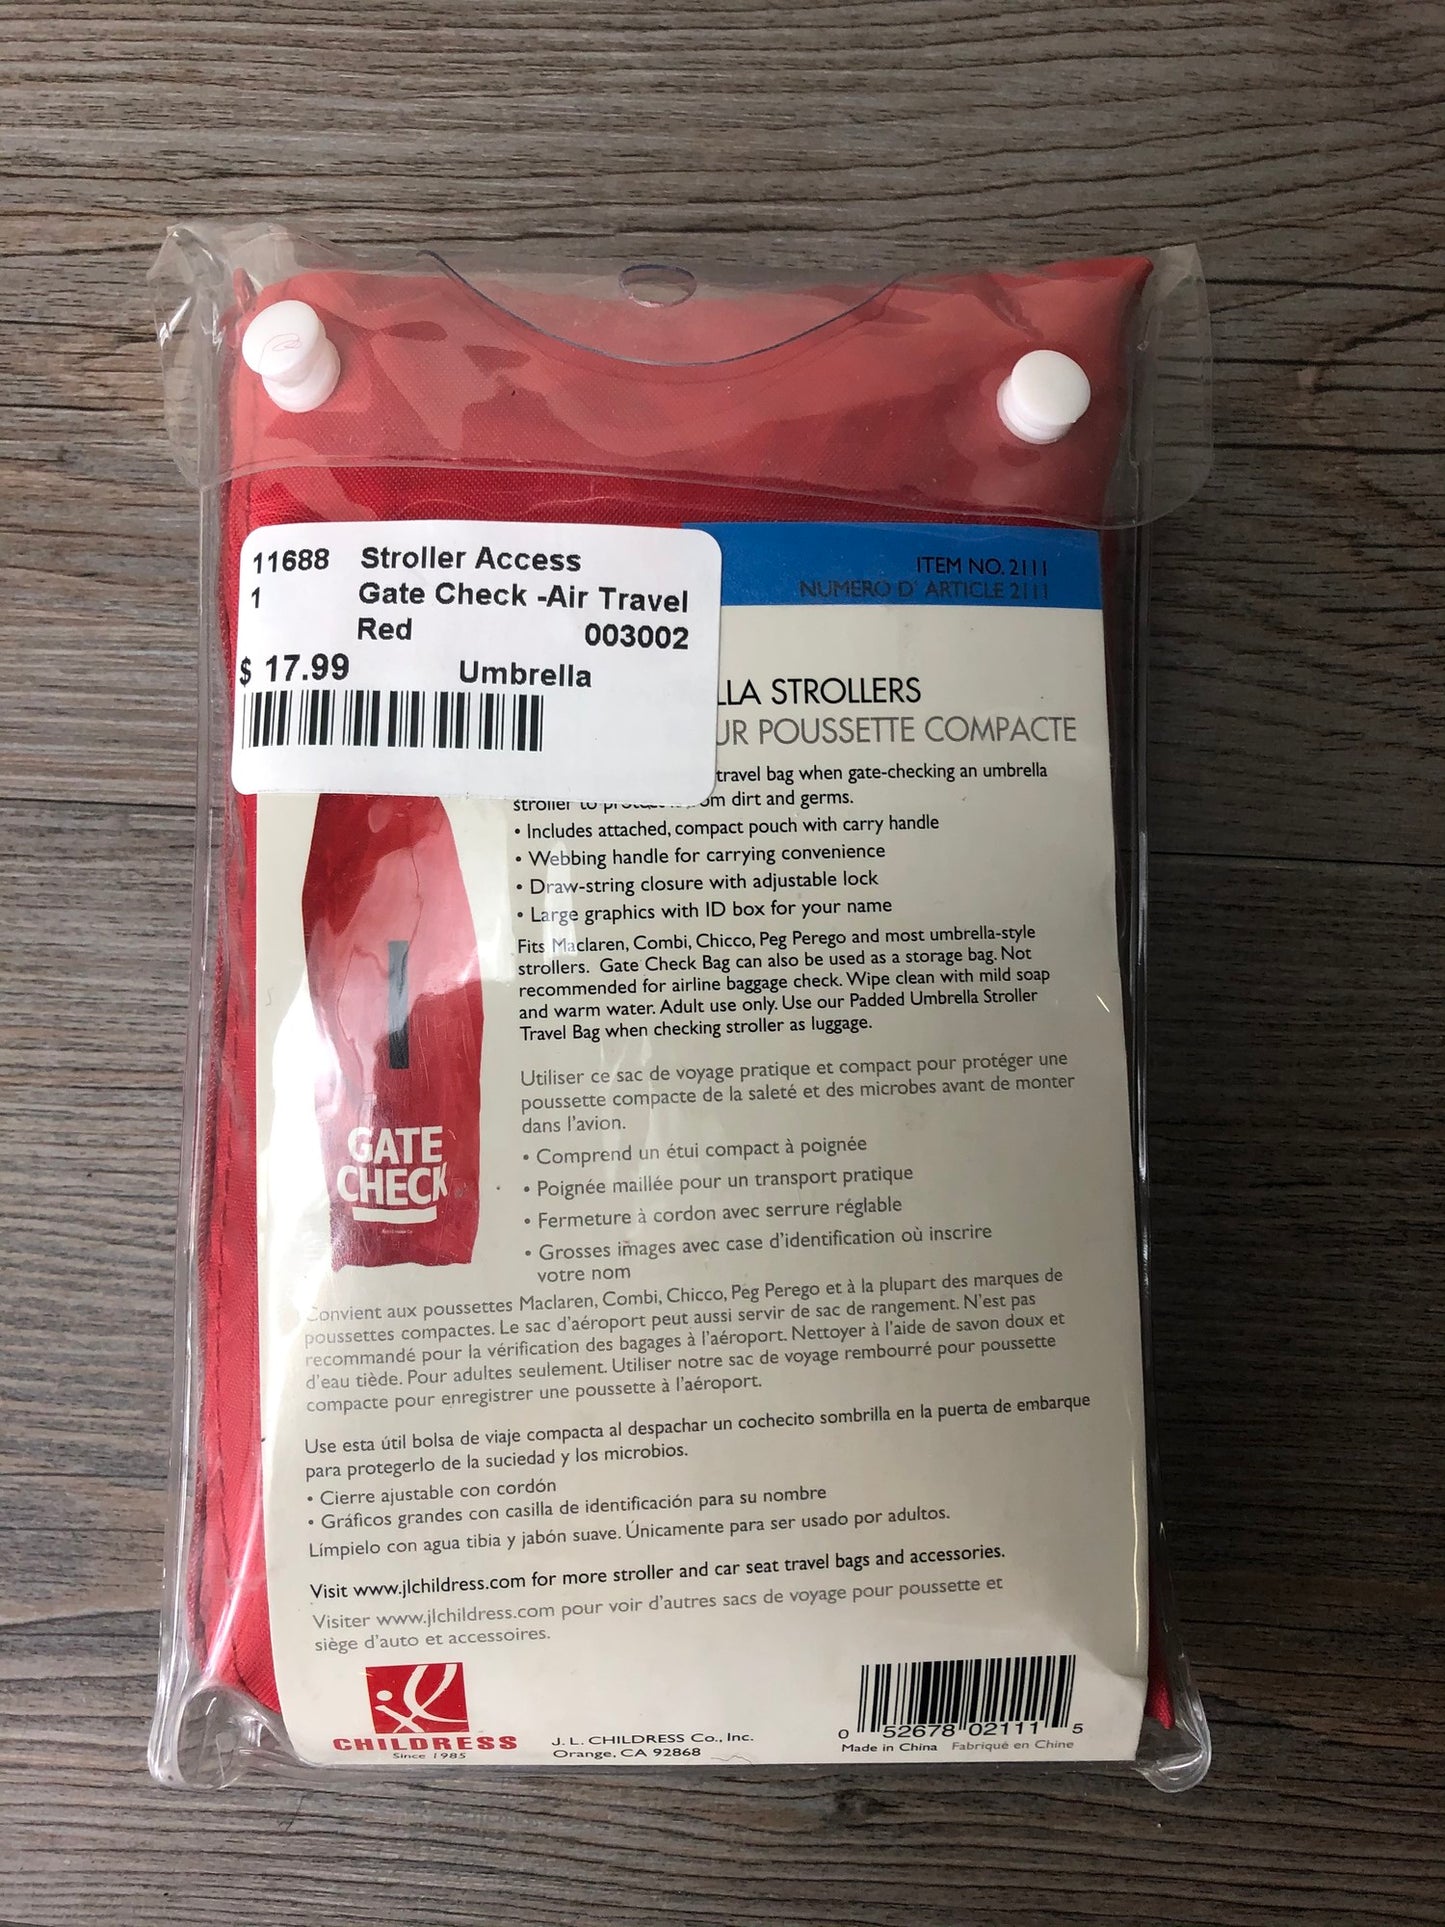 11688 Stroller Access
1 Gate Check -Air Travel
Red 003002
$ 17.99 Umbrella
ITEM NO. 2111
NUMERO D' ARTICLE 2111
LLA STROLLERS
UR POUSSETTE COMPACTE
travel bag when gate-checking an umbrella
stroller to om dirt and germs.
• Includes attached, compact pouch with carry handle
• Webbing handle for carrying convenience
• Draw-string closure with adjustable lock
• Large graphics with ID box for your name
Fits Maclaren, Combi, Chicco, Peg Perego and most umbrella-style
strollers. Gate Check Bag can also be used as a storage bag. Not
recommended for airline baggage check. Wipe clean with mild soap
and warm water. Adult use only. Use our Padded Umbrella Stroller
Travel Bag when checking stroller as luggage.
GATE
CHECK
Utiliser ce sac de voyage pratique et compact pour protéger une
poussette compacte de la saleté et des microbes avant de monter
dans l'avion.
• Comprend un étui compact à poignée
• Poignée maillée pour un transport pratique
• Fermeture à cordon avec serrure réglable
• Grosses images avec case d'identification où inscrire
votre nom
Convient aux poussettes Maclaren, Combi, Chicco, Peg Perego et à la plupart des marques de
poussettes compactes. Le sac d'aéroport peut aussi servir de sac de rangement. N'est pas
recommandé pour la vérification des bagages à l'aéroport. Nettoyer à l'aide de savon doux et
d'eau tiède. Pour adultes seulement. Utiliser notre sac de voyage rembourré pour poussette
compacte pour enregistrer une poussette à l'aéroport.
Use esta útil bolsa de viaje compacta al despachar un cochecito sombrilla en la puerta de embarque
para protegerlo de la suciedad y los microbios.
• Cierre ajustable con cordón
• Gráficos grandes con casilla de identificación para su nombre
Límpielo con agua tibia y jabón suave. Únicamente para ser usado por adultos.
Visit www.jlchildress.com for more stroller and car seat travel bags and accessories.
Visiter www.jlchildress.com pour voir d'autres sacs de voyage pour poussette et
siège d'auto et accessoires.
CHILDRESS
Since 1985
J. L. CHILDRESS Co., Inc.
Orange, CA 92868
0 52678 02111 5
Made in China Fabriqué en Chine